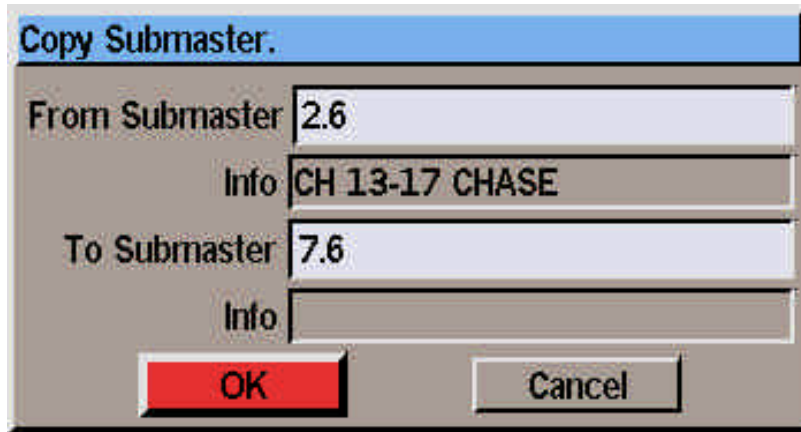 Copy Submaster.
From Submaster 2.6
Info CH 13-17 CHASE
To Submaster 7.6
Info
OK Cancel